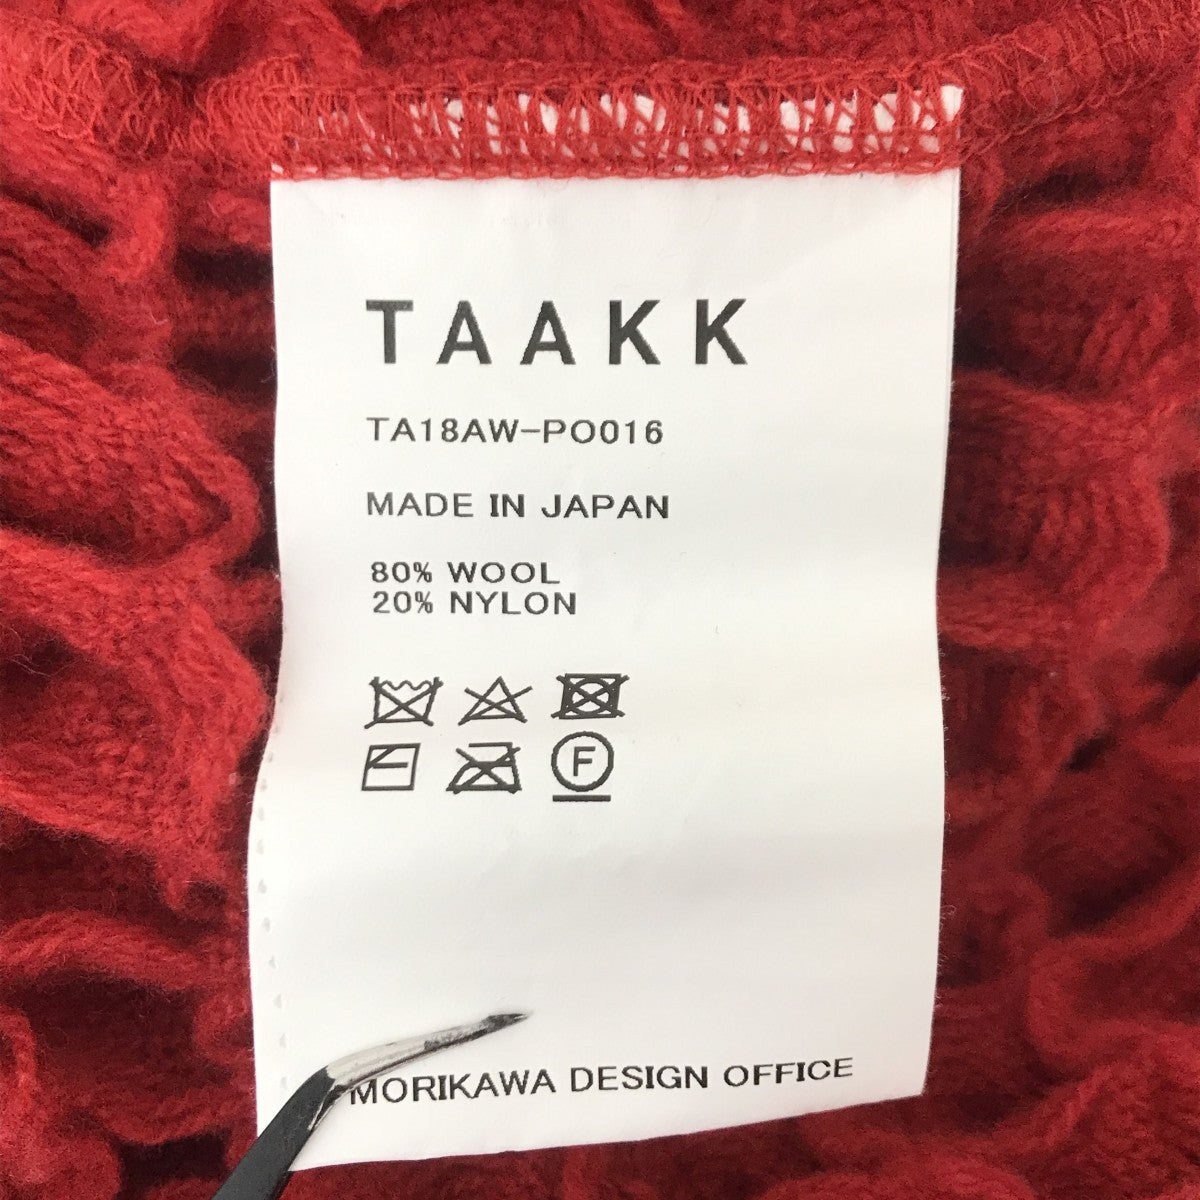 TAAKK
TA18AW-PO016
MADE IN JAPAN
80% WOOL
20% NYLON
F
MORIKAWA DESIGN OFFICE